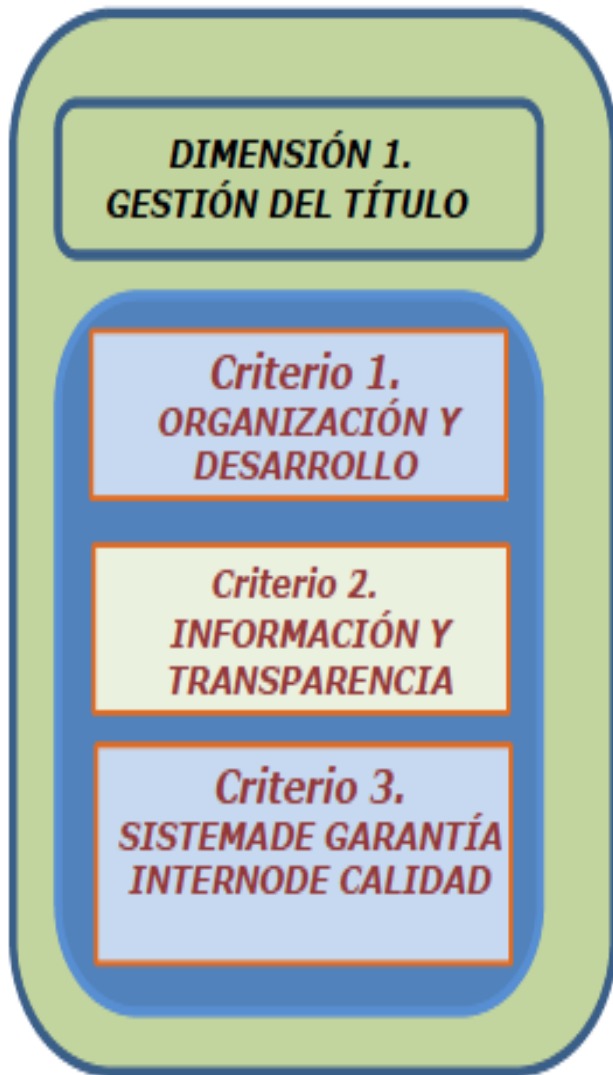 DIMENSIÓN 1.
GESTIÓN DEL TÍTULO
Criterio 1.
ORGANIZACIÓN Y
DESARROLLO
Criterio 2.
INFORMACIÓN Y
TRANSPARENCIA
Criterio 3.
SISTEMADE GARANTÍA
INTERNODE CALIDAD